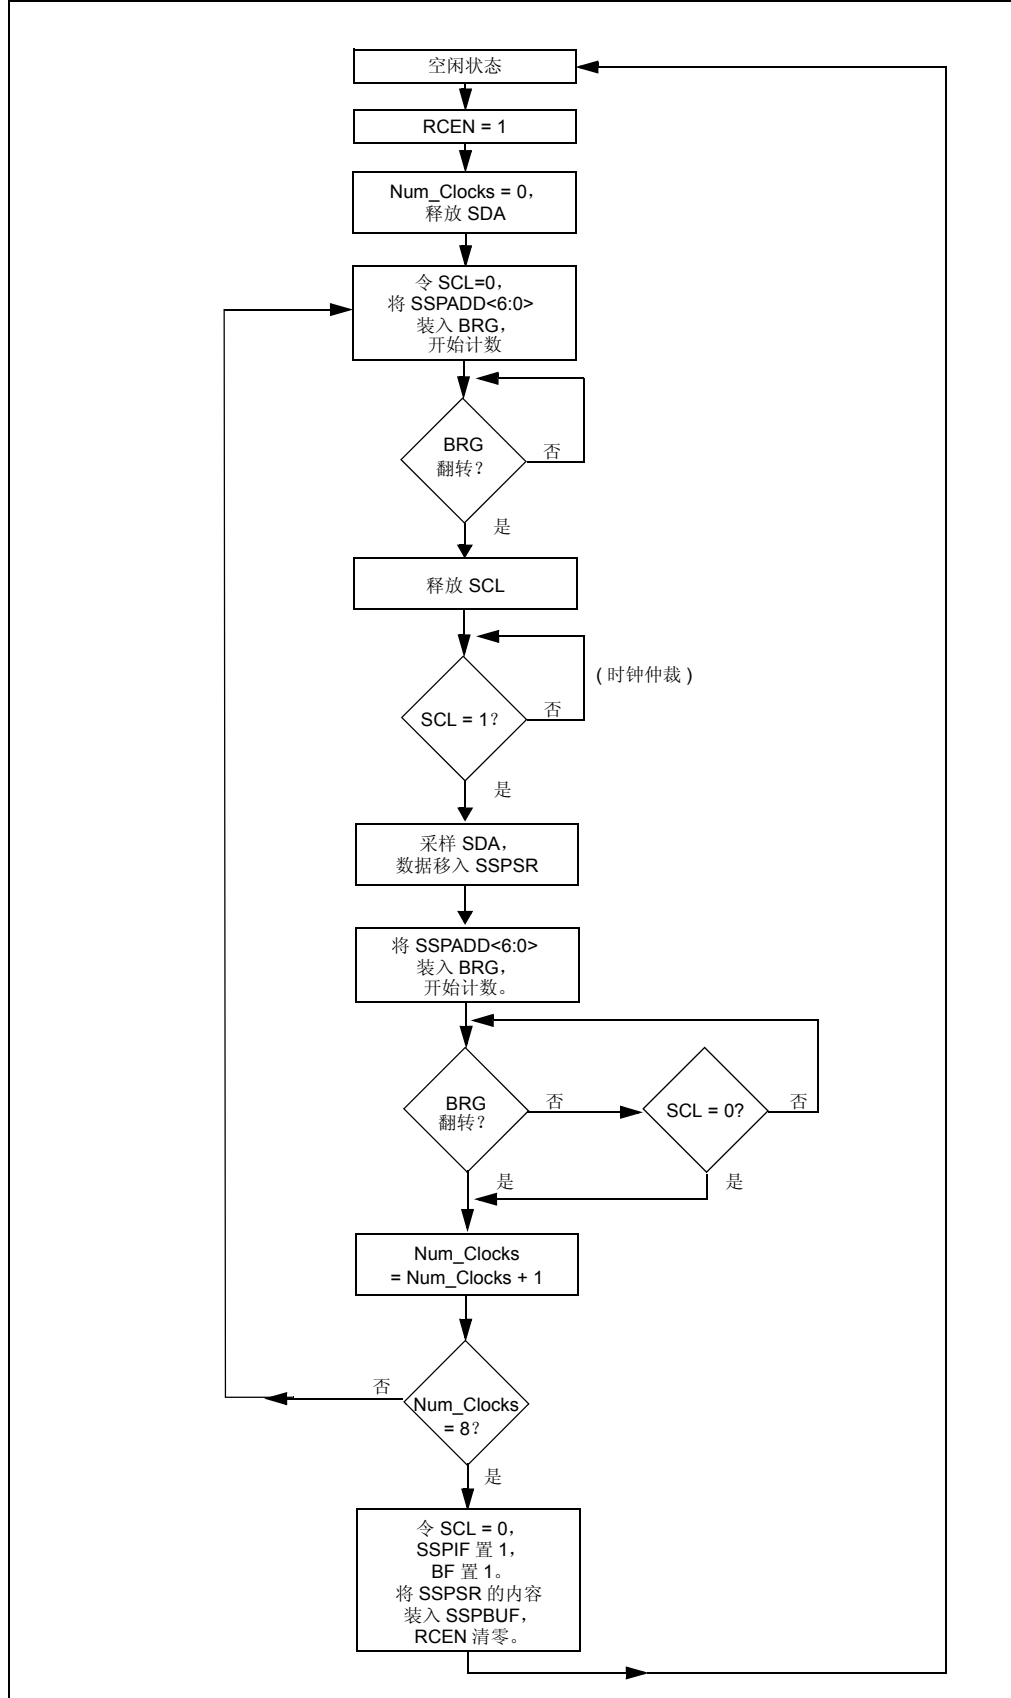 空闲状态
RCEN = 1
Num_Clocks = 0，
释放 SDA
令 SCL=0，
将 SSPADD<6:0>
装入 BRG，
开始计数
BRG
翻转？
否
是
释放 SCL
(时钟仲裁)
SCL = 1？
否
是
采样 SDA，
数据移入 SSPSR
将 SSPADD<6:0>
装入 BRG，
开始计数。
BRG
翻转？
否
SCL = 0?
否
是
是
Num_Clocks
= Num_Clocks + 1
否
Num_Clocks
= 8？
是
令 SCL = 0，
SSPIF 置 1，
BF 置 1。
将 SSPSR 的内容
装入 SSPBUF，
RCEN 清零。